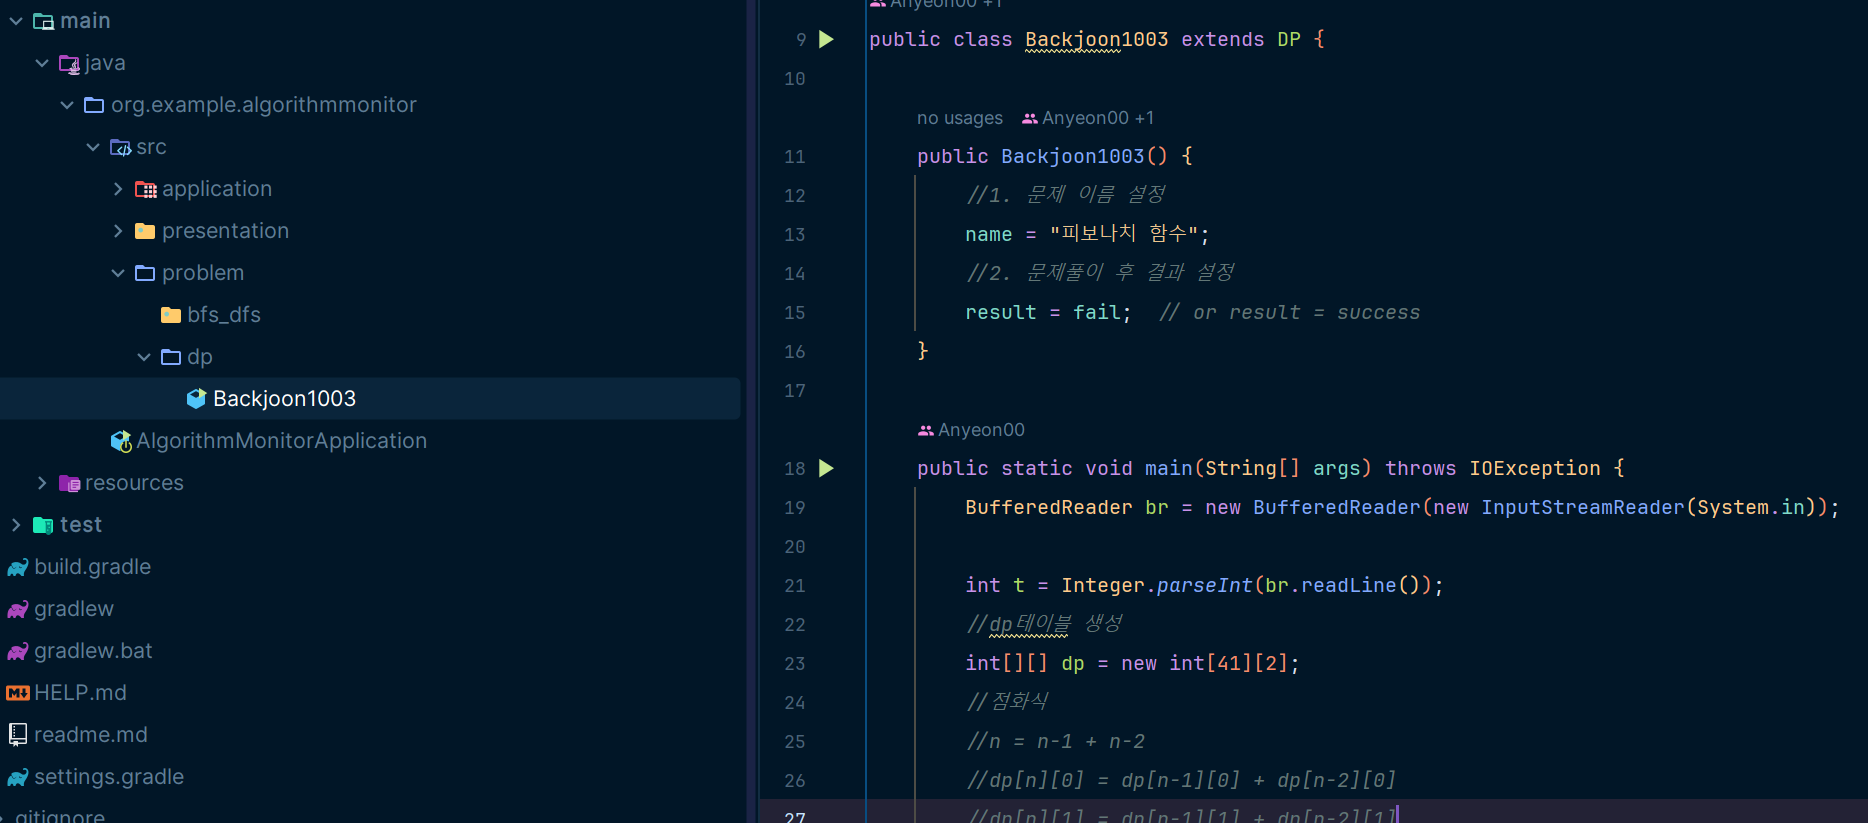 main
java
org.example.algorithmmonitor
src
application
presentation
problem
bfs_dfs
dp
Backjoon1003
AlgorithmMonitorApplication
resources
test
build.gradle
gradlew
gradlew.bat
HELP.md
readme.md
settings.gradle
.gitignore
Anyeon00 +1
9 public class Backjoon1003 extends DP {
10
no usages Anyeon00 +1
11 public Backjoon1003() {
12 //1. 문제 이름 설정
13 name = "피보나치 함수";
14 //2. 문제풀이 후 결과 설정
15 result = fail; // or result = success
16 }
17
Anyeon00
18 public static void main(String[] args) throws IOException {
19 BufferedReader br = new BufferedReader(new InputStreamReader(System.in));
20
21 int t = Integer.parseInt(br.readLine());
22 //dp테이블 생성
23 int[][] dp = new int[41][2];
24 //점화식
25 //n = n-1 + n-2
26 //dp[n][0] = dp[n-1][0] + dp[n-2][0]
27 //dp[n][1] = dp[n-1][1] + dp[n-2][1]